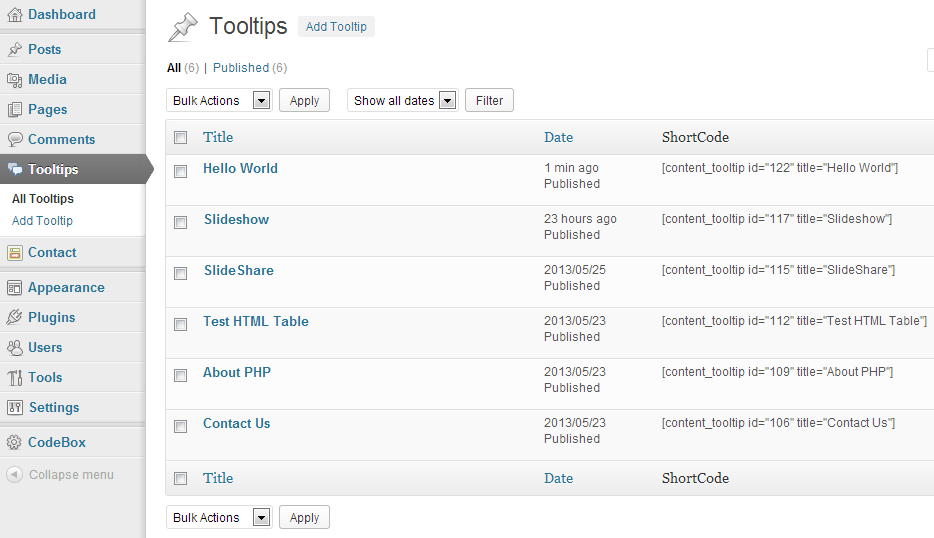 Dashboard
Posts
Media
Pages
Comments
Tooltips
All Tooltips
Add Tooltip
Contact
Appearance
Plugins
Users
Tools
Settings
CodeBox
Collapse menu
Tooltips Add Tooltip
All (6) | Published (6)
Bulk Actions Apply Show all dates Filter
Title Date ShortCode
Hello World 1 min ago [content_tooltip id="122" title="Hello World"]
Published
Slideshow 23 hours ago [content_tooltip id="117" title="Slideshow"]
Published
SlideShare 2013/05/25 [content_tooltip id="115" title="SlideShare"]
Published
Test HTML Table 2013/05/23 [content_tooltip id="112" title="Test HTML Table"]
Published
About PHP 2013/05/23 [content_tooltip id="109" title="About PHP"]
Published
Contact Us 2013/05/23 [content_tooltip id="106" title="Contact Us"]
Published
Title Date ShortCode
Bulk Actions Apply